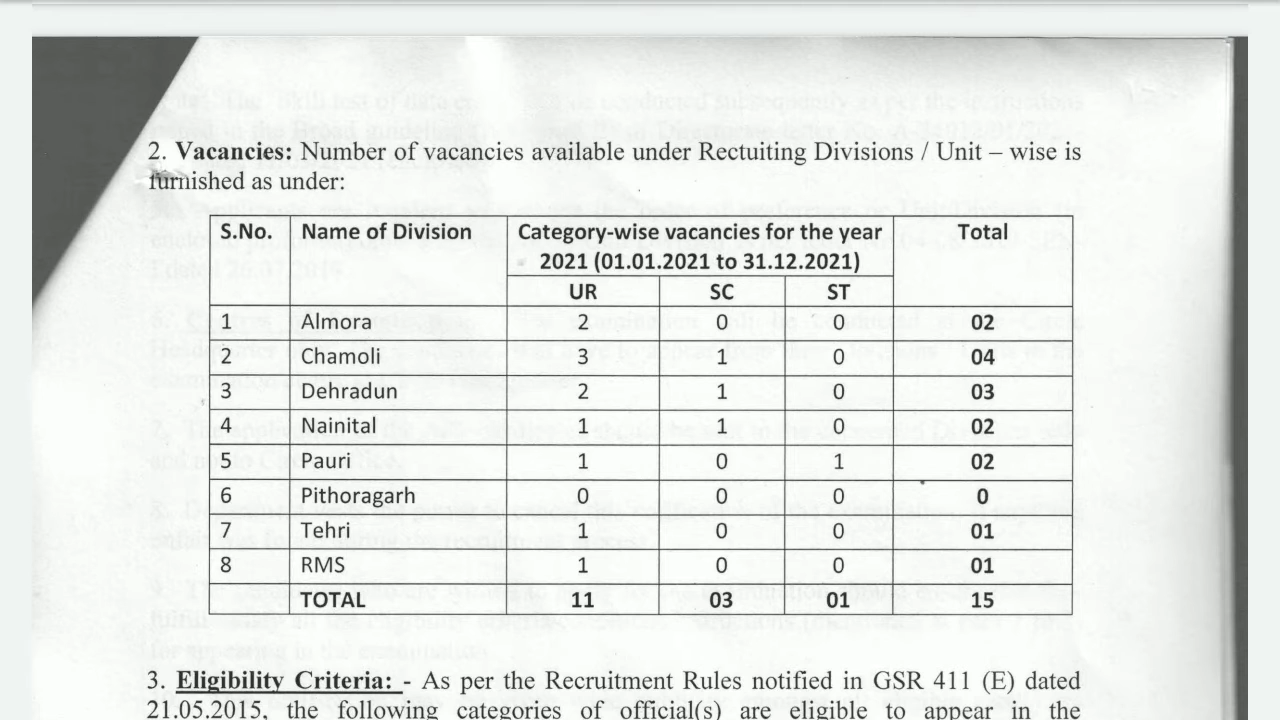 2. Vacancies: Number of vacancies available under Rectuiting Divisions / Unit – wise is
furnished as under:
S.No. Name of Division Category-wise vacancies for the year Total
2021 (01.01.2021 to 31.12.2021)
UR SC ST
1 Almora 2 0 0 02
2 Chamoli 3 1 0 04
3 Dehradun 2 1 0 03
4 Nainital 1 1 0 02
5 Pauri 1 0 1 02
6 Pithoragarh 0 0 0 0
7 Tehri 1 0 0 01
8 RMS 1 0 0 01
TOTAL 11 03 01 15
3. Eligibility Criteria: - As per the Recruitment Rules notified in GSR 411 (E) dated
21.05.2015, the following categories of official(s) are eligible to appear in the